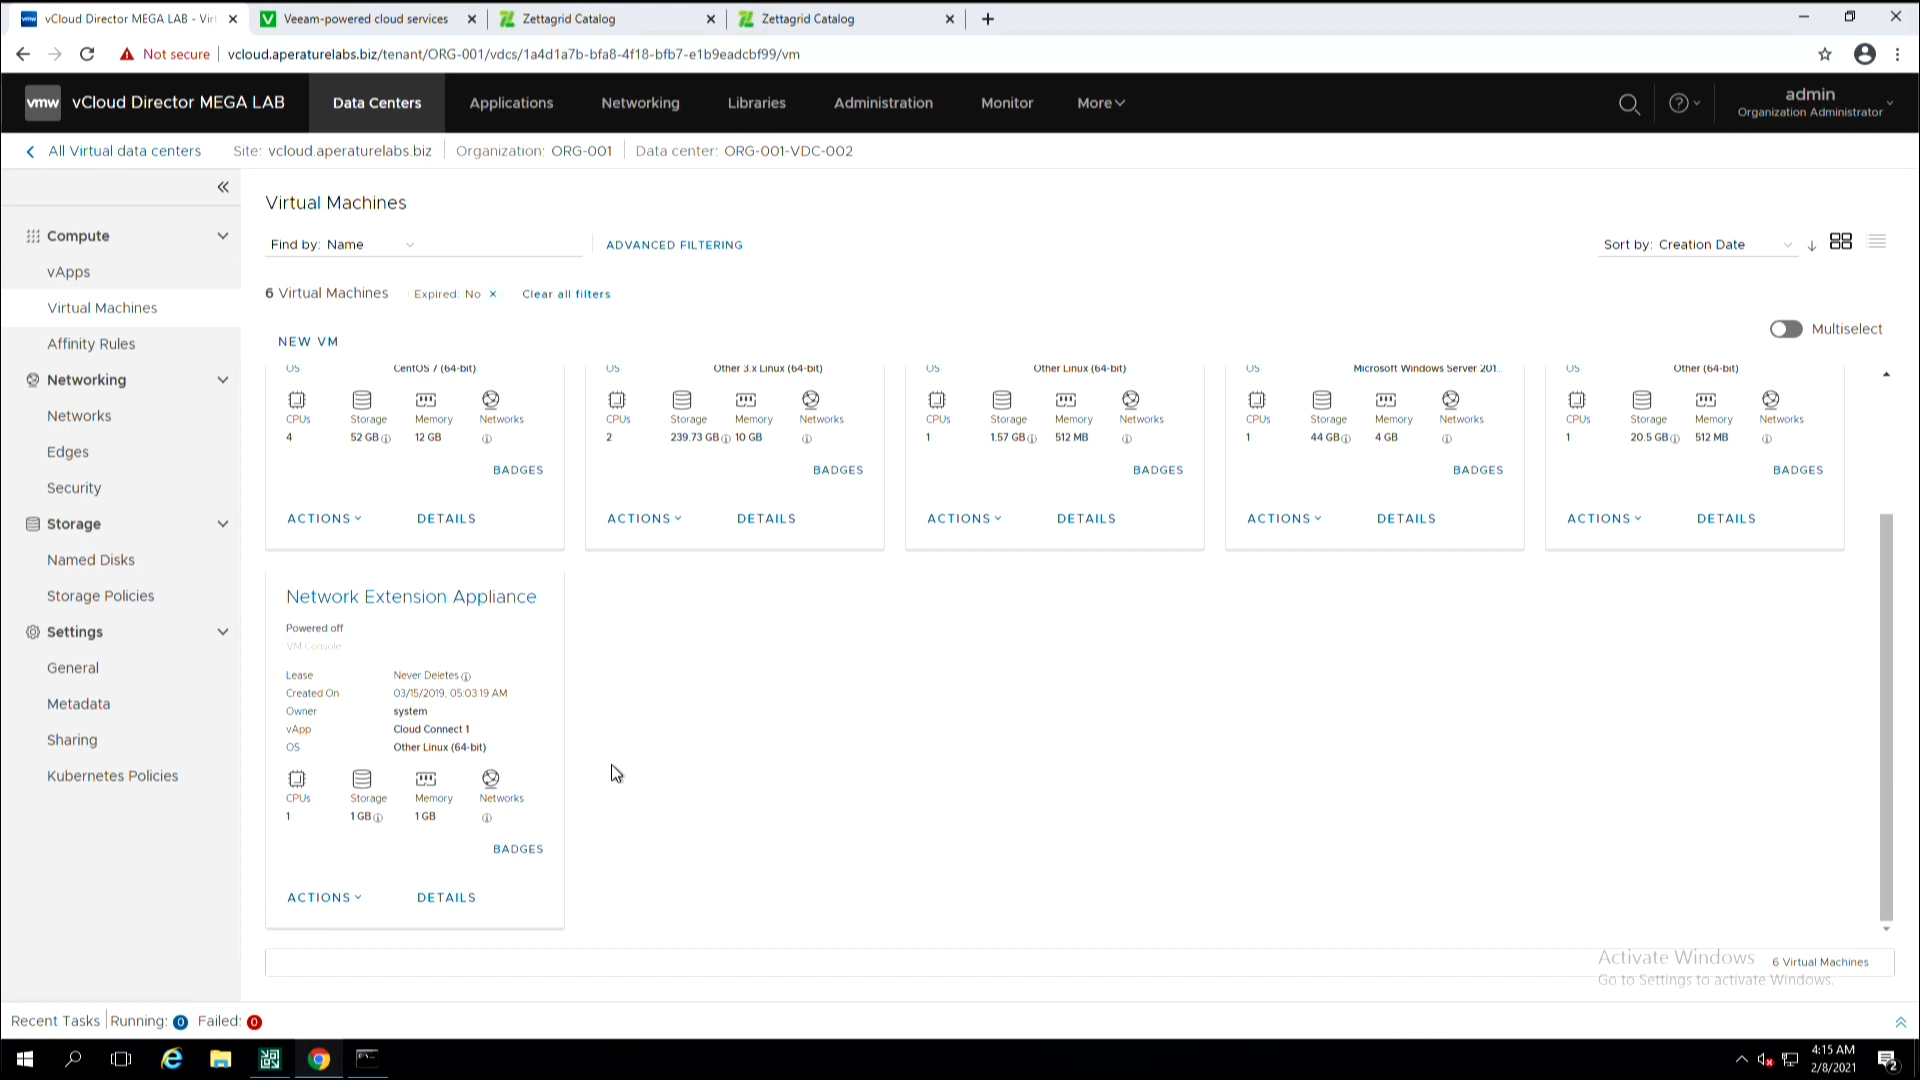 vCloud Director MEGA LAB - Virt
Veeam-powered cloud services
Zettagrid Catalog
Zettagrid Catalog
Not secure
vcloud.aperaturelabs.biz/tenant/ORG-001/vdcs/1a4d1a7b-bfa8-4f18-bfb7-e1b9eadcbf99/vm
vmw vCloud Director MEGA LAB
Data Centers
Applications
Networking
Libraries
Administration
Monitor
More
admin
Organization Administrator
All Virtual data centers
Site: vcloud.aperaturelabs.biz
Organization: ORG-001
Data center: ORG-001-VDC-002
Compute
vApps
Virtual Machines
Affinity Rules
Networking
Networks
Edges
Security
Storage
Named Disks
Storage Policies
Settings
General
Metadata
Sharing
Kubernetes Policies
Virtual Machines
Find by: Name
ADVANCED FILTERING
Sort by: Creation Date
6 Virtual Machines
Expired: No
Clear all filters
Multiselect
NEW VM
OS CentOS 7 (64-bit)
CPUs Storage Memory Networks
4 52 GB 12 GB
BADGES
ACTIONS DETAILS
OS Other 3.x Linux (64-bit)
CPUs Storage Memory Networks
2 239.73 GB 10 GB
BADGES
ACTIONS DETAILS
OS Other Linux (64-bit)
CPUs Storage Memory Networks
1 1.57 GB 512 MB
BADGES
ACTIONS DETAILS
OS Microsoft Windows Server 201...
CPUs Storage Memory Networks
1 44 GB 4 GB
BADGES
ACTIONS DETAILS
OS Other (64-bit)
CPUs Storage Memory Networks
1 20.5 GB 512 MB
BADGES
ACTIONS DETAILS
Network Extension Appliance
Powered off
VM Console
Lease Never Deletes
Created On 03/15/2019, 05:03:19 AM
Owner system
vApp Cloud Connect 1
OS Other Linux (64-bit)
CPUs Storage Memory Networks
1 1 GB 1 GB
BADGES
ACTIONS DETAILS
Activate Windows
Go to Settings to activate Windows.
6 Virtual Machines
Recent Tasks Running: 0 Failed: 0
4:15 AM
2/8/2021
2